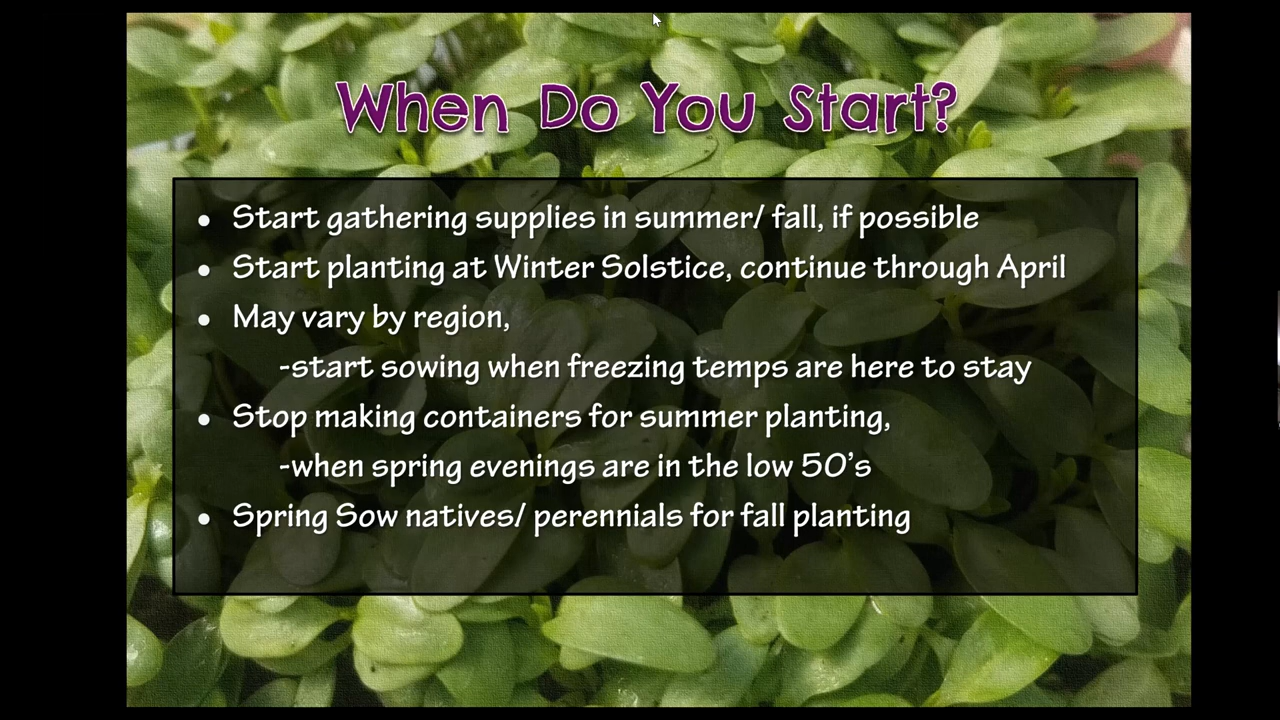 When Do You Start?
• Start gathering supplies in summer/ fall, if possible
• Start planting at Winter Solstice, continue through April
• May vary by region,
-start sowing when freezing temps are here to stay
• Stop making containers for summer planting,
-when spring evenings are in the low 50's
• Spring Sow natives/ perennials for fall planting